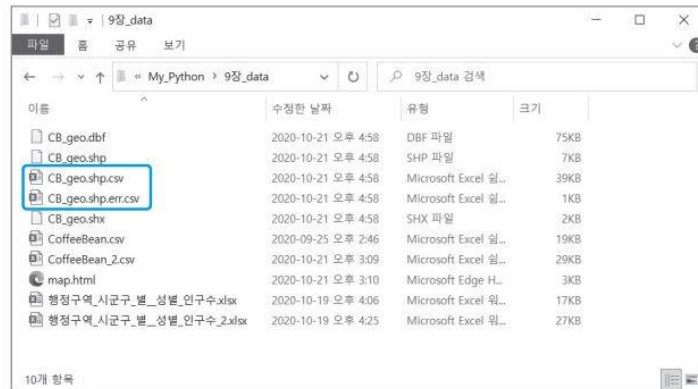 9장_data
파일 홈 공유 보기
« My_Python > 9장_data 9장_data 검색
이름 수정한 날짜 유형 크기
CB_geo.dbf 2020-10-21 오후 4:58 DBF 파일 75KB
CB_geo.shp 2020-10-21 오후 4:58 SHP 파일 7KB
CB_geo.shp.csv 2020-10-21 오후 4:58 Microsoft Excel 쉼... 39KB
CB_geo.shp.err.csv 2020-10-21 오후 4:58 Microsoft Excel 쉼... 1KB
CB_geo.shx 2020-10-21 오후 4:58 SHX 파일 2KB
CoffeeBean.csv 2020-09-25 오후 2:46 Microsoft Excel 쉼... 19KB
CoffeeBean_2.csv 2020-10-21 오후 3:09 Microsoft Excel 쉼... 29KB
map.html 2020-10-21 오후 3:10 Microsoft Edge H... 3KB
행정구역_시군구_별__성별_인구수.xlsx 2020-10-19 오후 4:06 Microsoft Excel 워... 17KB
행정구역_시군구_별__성별_인구수_2.xlsx 2020-10-19 오후 4:25 Microsoft Excel 워... 27KB
10개 항목